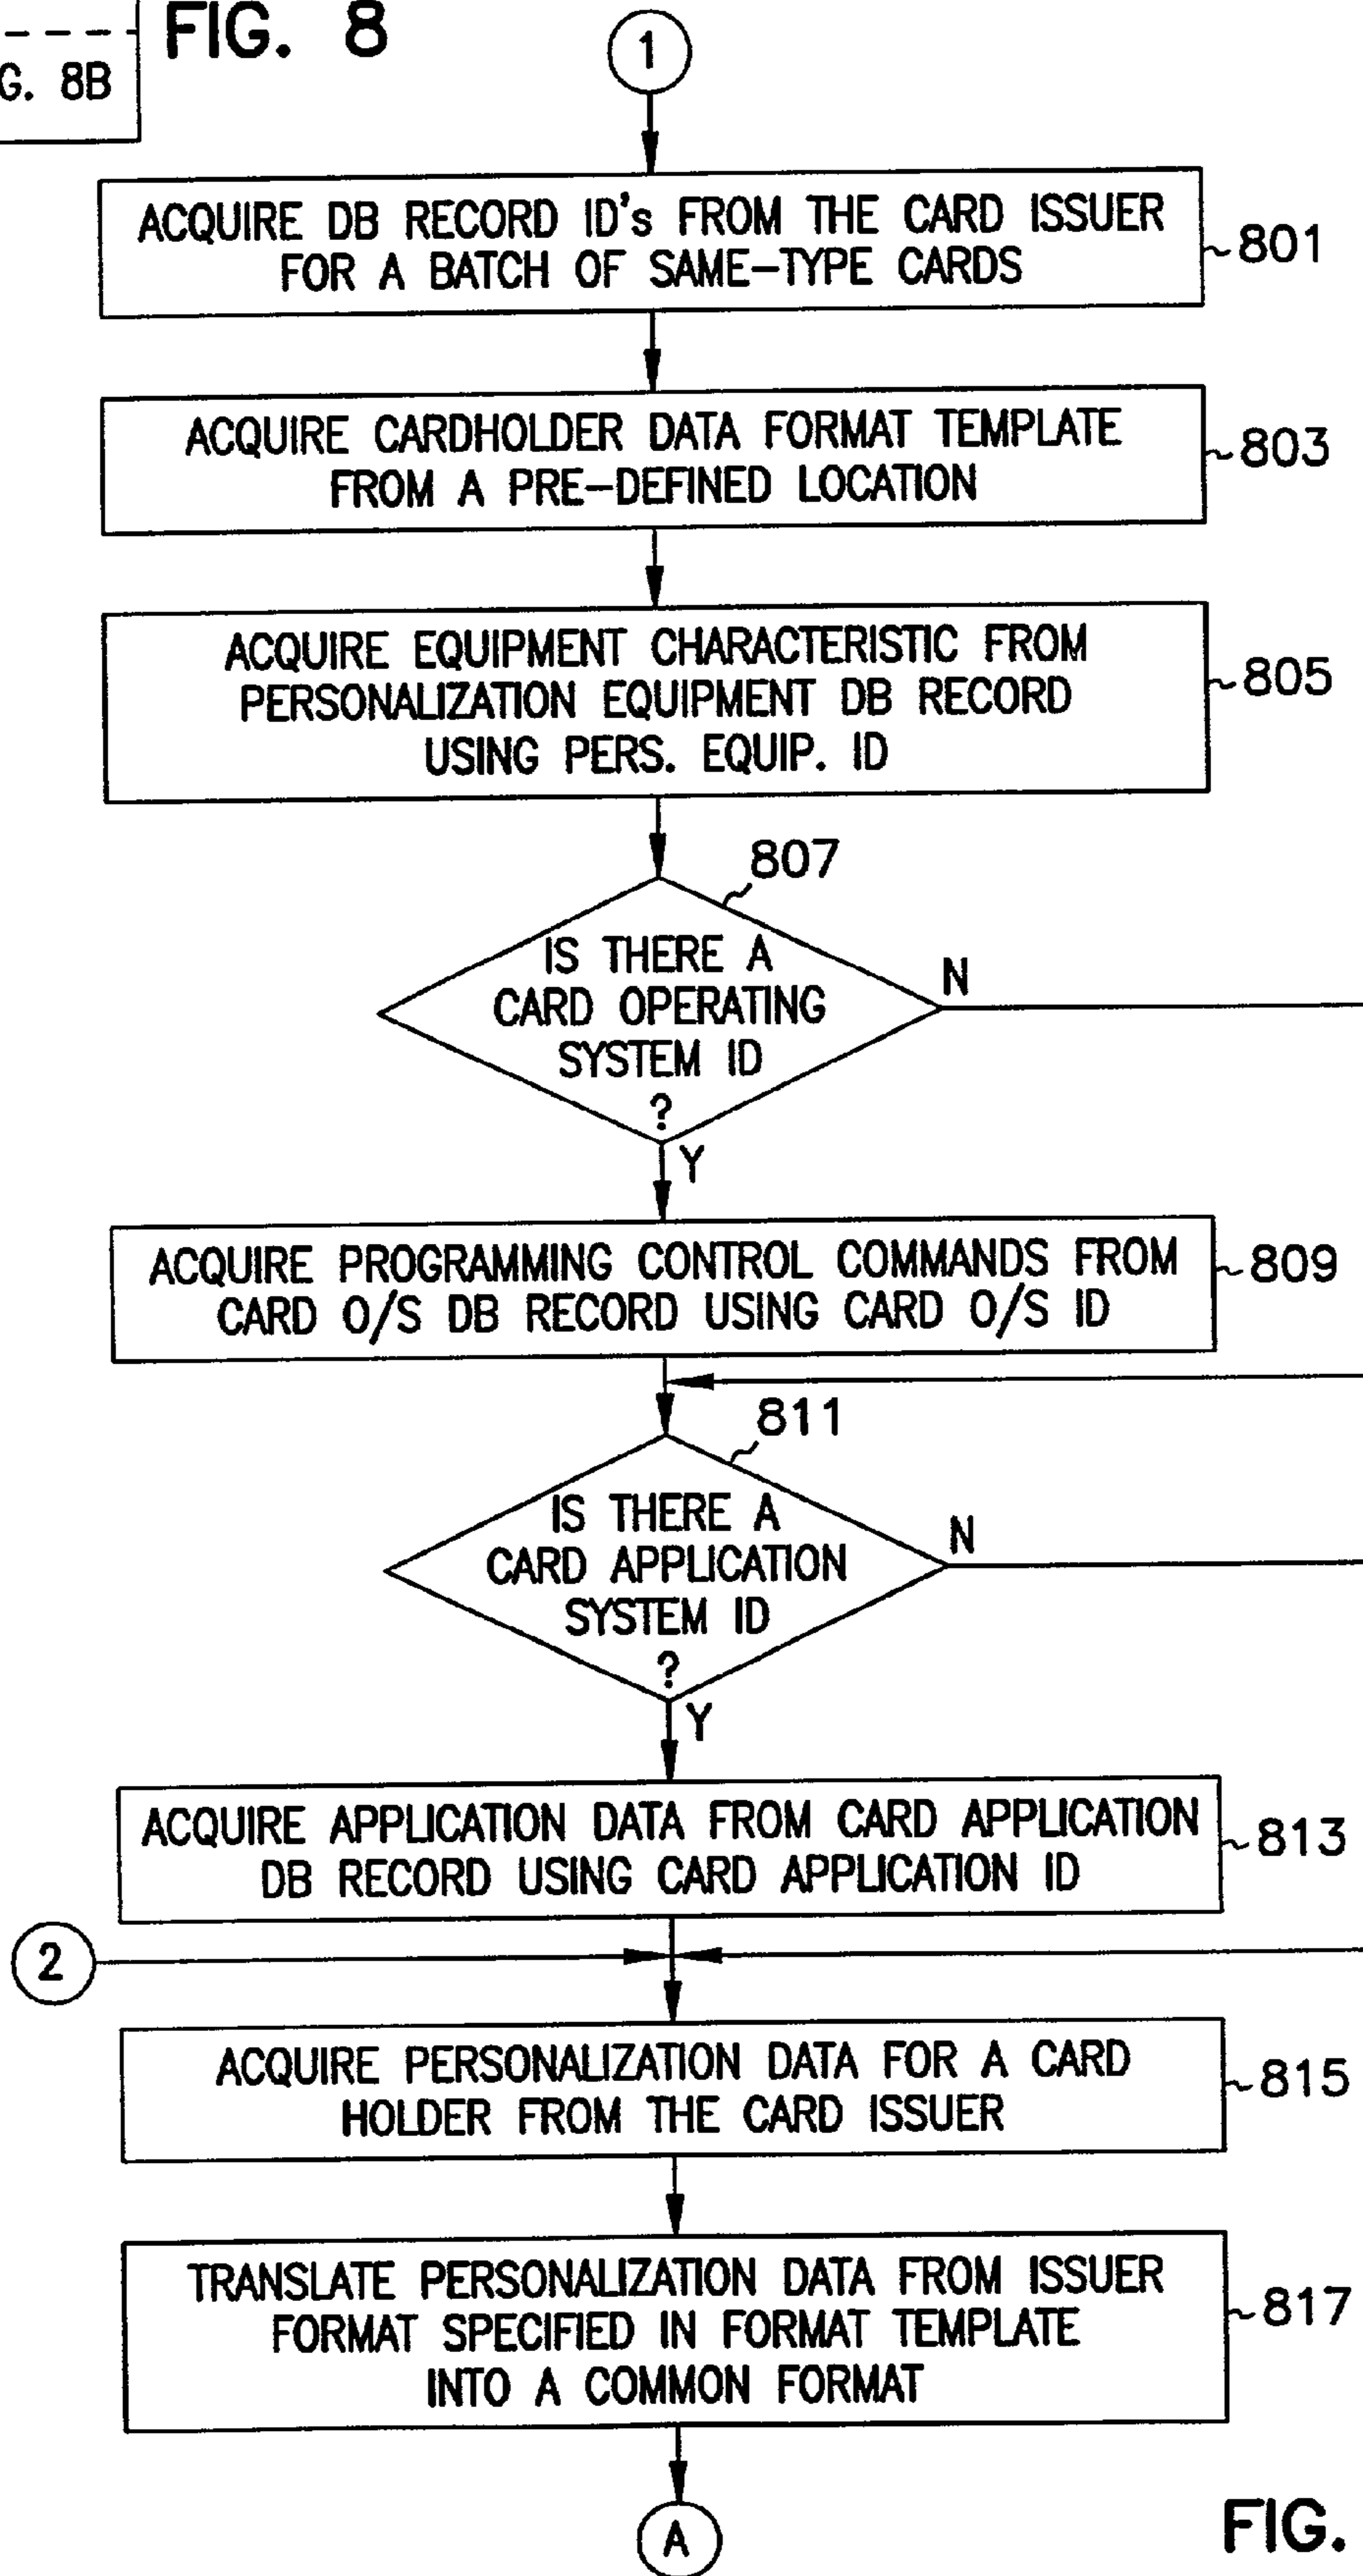 FIG. 8
G. 8B
1
ACQUIRE DB RECORD ID's FROM THE CARD ISSUER
FOR A BATCH OF SAME-TYPE CARDS
801
ACQUIRE CARDHOLDER DATA FORMAT TEMPLATE
FROM A PRE-DEFINED LOCATION
803
ACQUIRE EQUIPMENT CHARACTERISTIC FROM
PERSONALIZATION EQUIPMENT DB RECORD
USING PERS. EQUIP. ID
805
807
IS THERE A
CARD OPERATING
SYSTEM ID
?
N
Y
ACQUIRE PROGRAMMING CONTROL COMMANDS FROM
CARD O/S DB RECORD USING CARD O/S ID
809
811
IS THERE A
CARD APPLICATION
SYSTEM ID
?
N
Y
ACQUIRE APPLICATION DATA FROM CARD APPLICATION
DB RECORD USING CARD APPLICATION ID
813
2
ACQUIRE PERSONALIZATION DATA FOR A CARD
HOLDER FROM THE CARD ISSUER
815
TRANSLATE PERSONALIZATION DATA FROM ISSUER
FORMAT SPECIFIED IN FORMAT TEMPLATE
INTO A COMMON FORMAT
817
A
FIG.